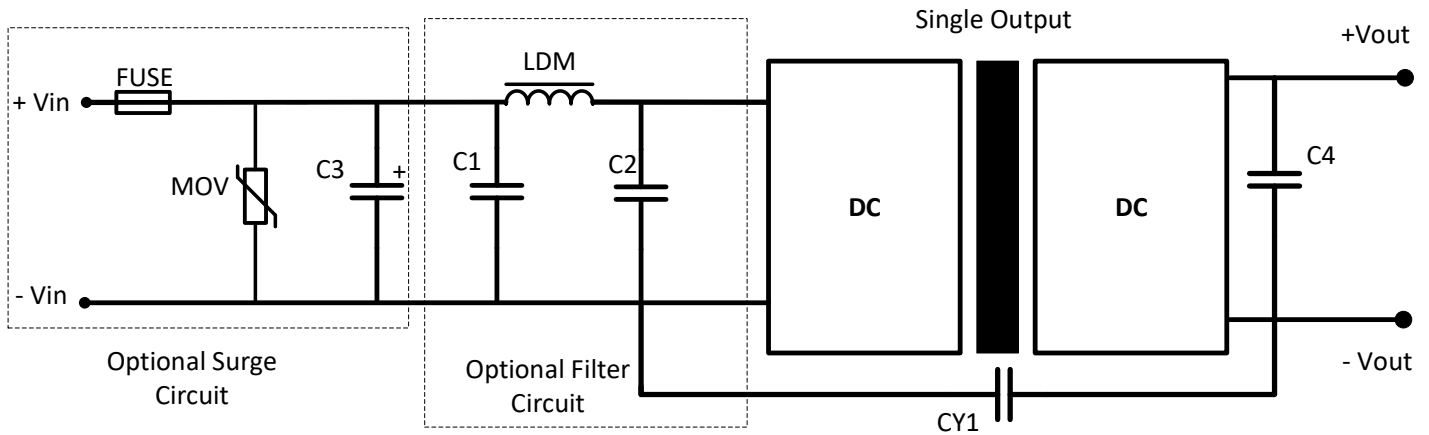 Single Output
+Vout
LDM
FUSE
+ Vin
C3
+
C1
C2
C4
MOV
DC
DC
- Vin
Optional Surge
Circuit
Optional Filter
Circuit
- Vout
CY1